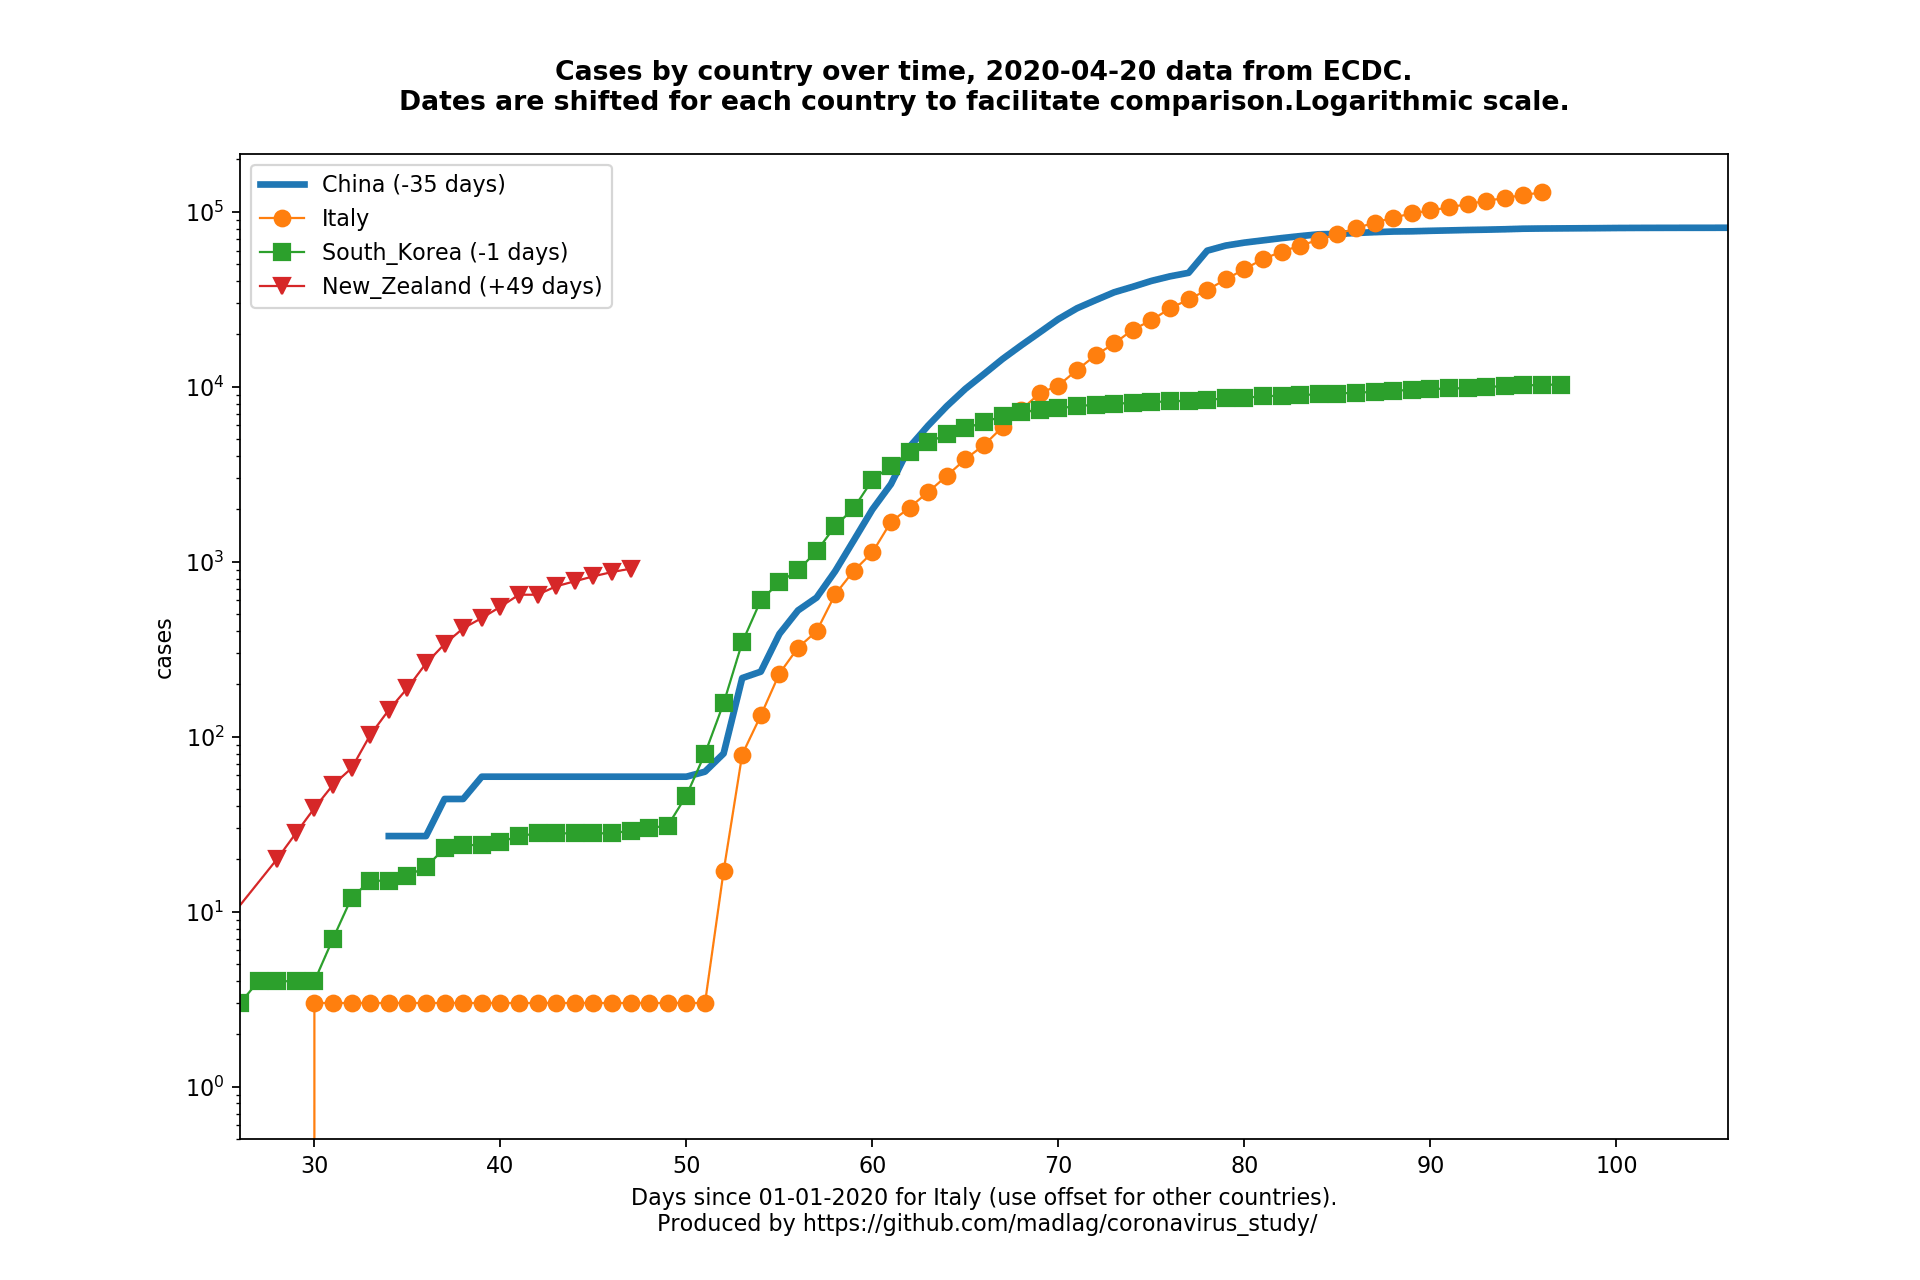 Cases by country over time, 2020-04-20 data from ECDC.
Dates are shifted for each country to facilitate comparison.Logarithmic scale.
China (-35 days)
Italy
South_Korea (-1 days)
New_Zealand (+49 days)
10⁵
10⁴
10³
10²
10¹
10⁰
cases
30 40 50 60 70 80 90 100
Days since 01-01-2020 for Italy (use offset for other countries).
Produced by https://github.com/madlag/coronavirus_study/